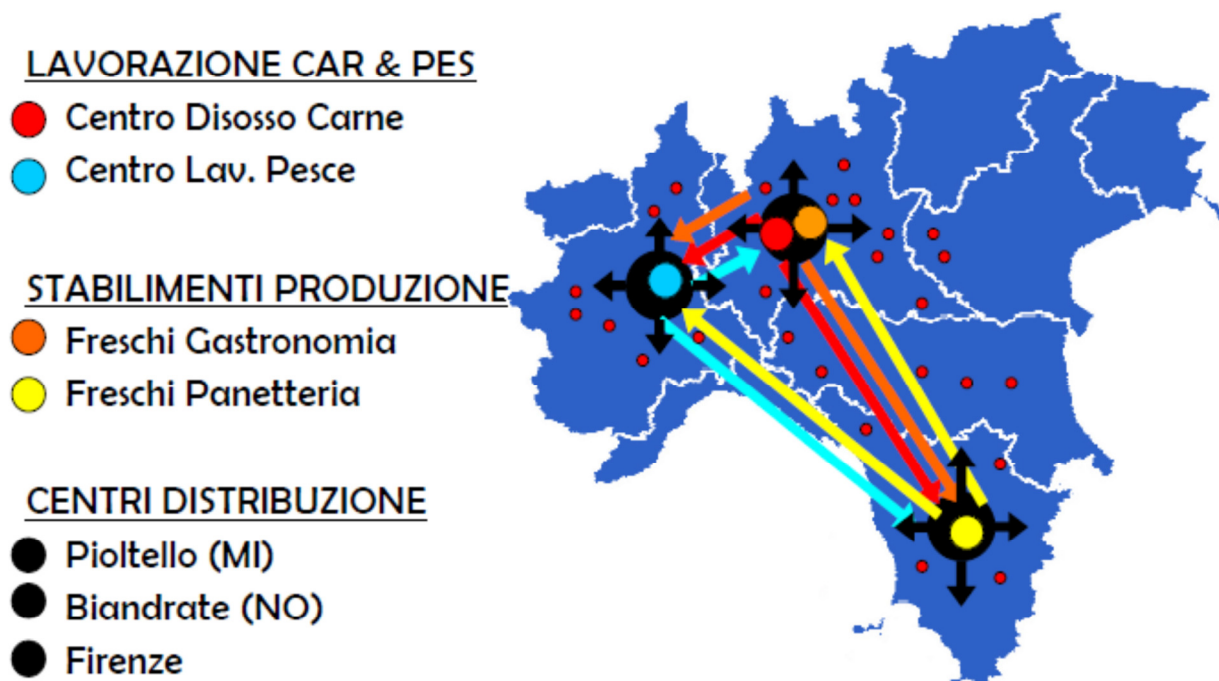 LAVORAZIONE CAR & PES
Centro Disosso Carne
Centro Lav. Pesce
STABILIMENTI PRODUZIONE
Freschi Gastronomia
Freschi Panetteria
CENTRI DISTRIBUZIONE
Pioltello (MI)
Biandrate (NO)
Firenze